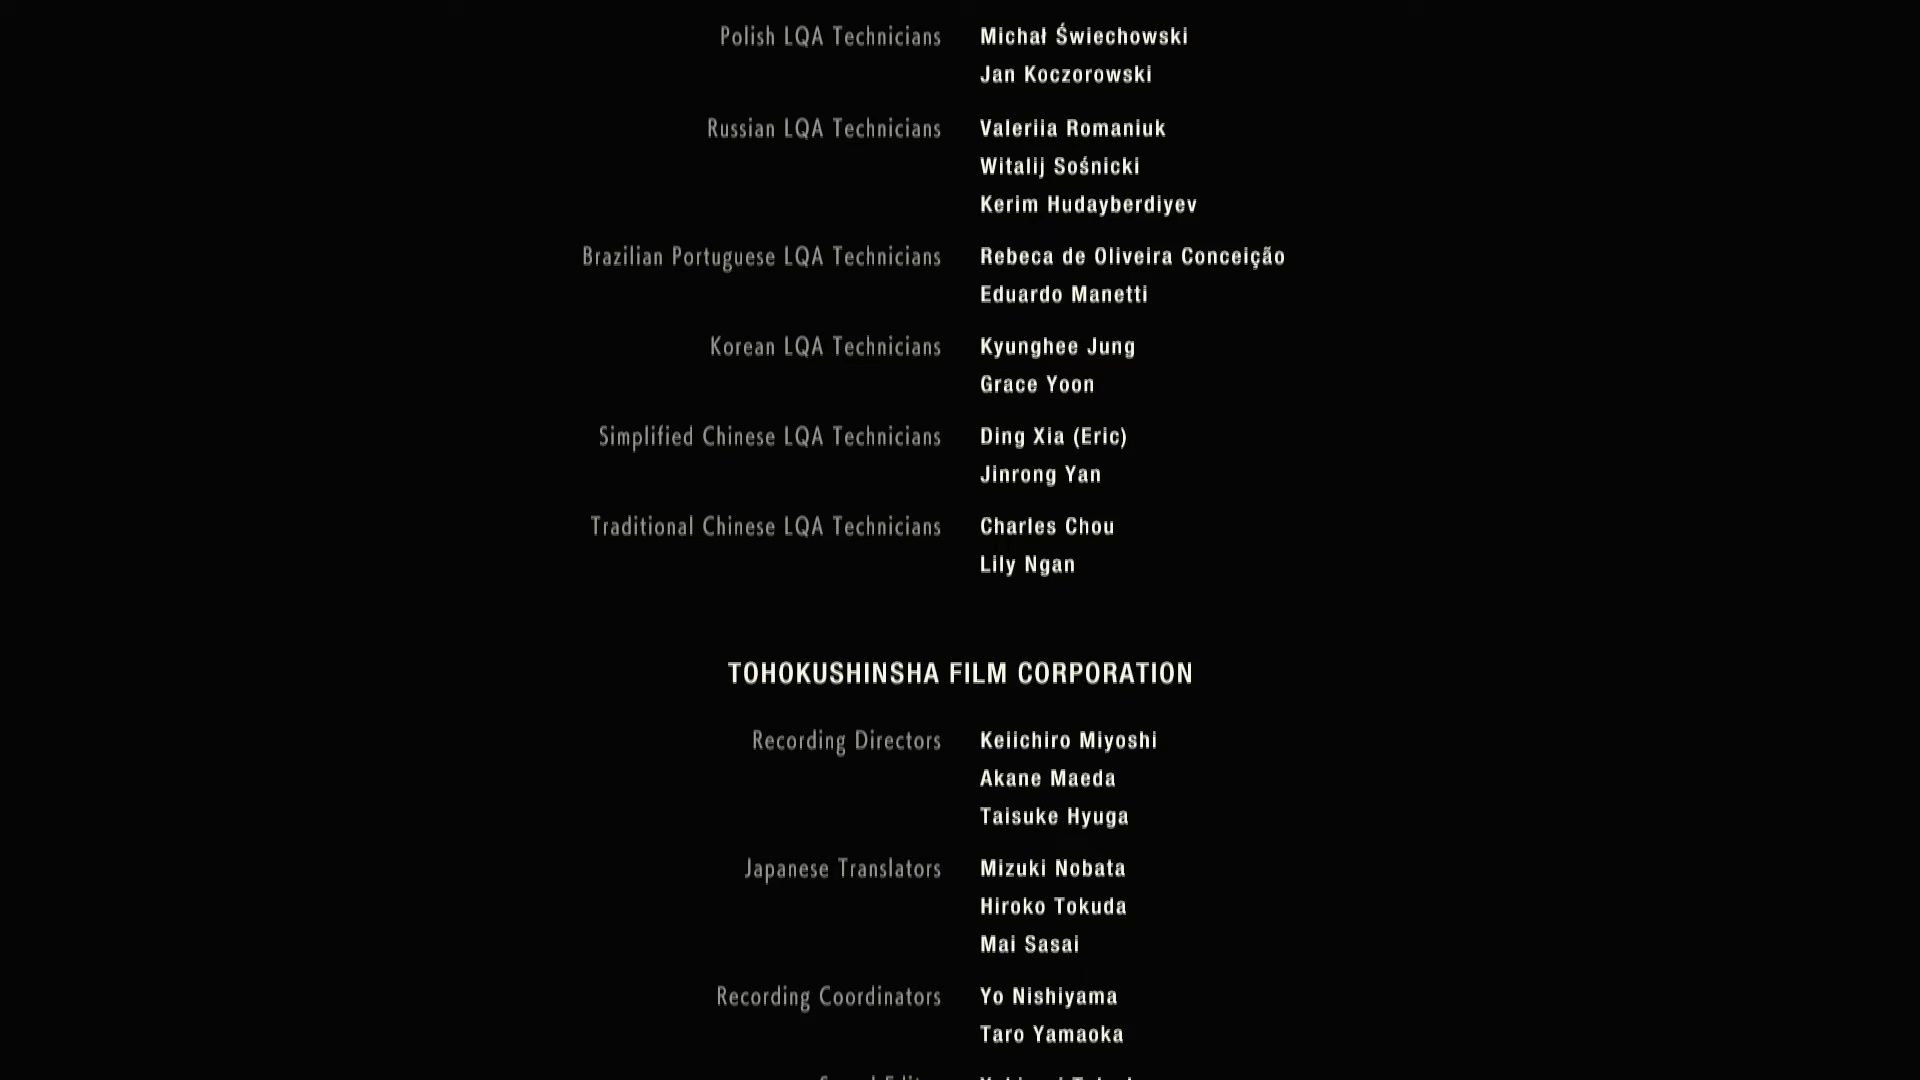 Polish LQA Technicians Michał Świechowski
Jan Koczorowski
Russian LQA Technicians Valeriia Romaniuk
Witalij Sośnicki
Kerim Hudayberdiyev
Brazilian Portuguese LQA Technicians Rebeca de Oliveira Conceição
Eduardo Manetti
Korean LQA Technicians Kyunghee Jung
Grace Yoon
Simplified Chinese LQA Technicians Ding Xia (Eric)
Jinrong Yan
Traditional Chinese LQA Technicians Charles Chou
Lily Ngan
TOHOKUSHINSHA FILM CORPORATION
Recording Directors Keiichiro Miyoshi
Akane Maeda
Taisuke Hyuga
Japanese Translators Mizuki Nobata
Hiroko Tokuda
Mai Sasai
Recording Coordinators Yo Nishiyama
Taro Yamaoka